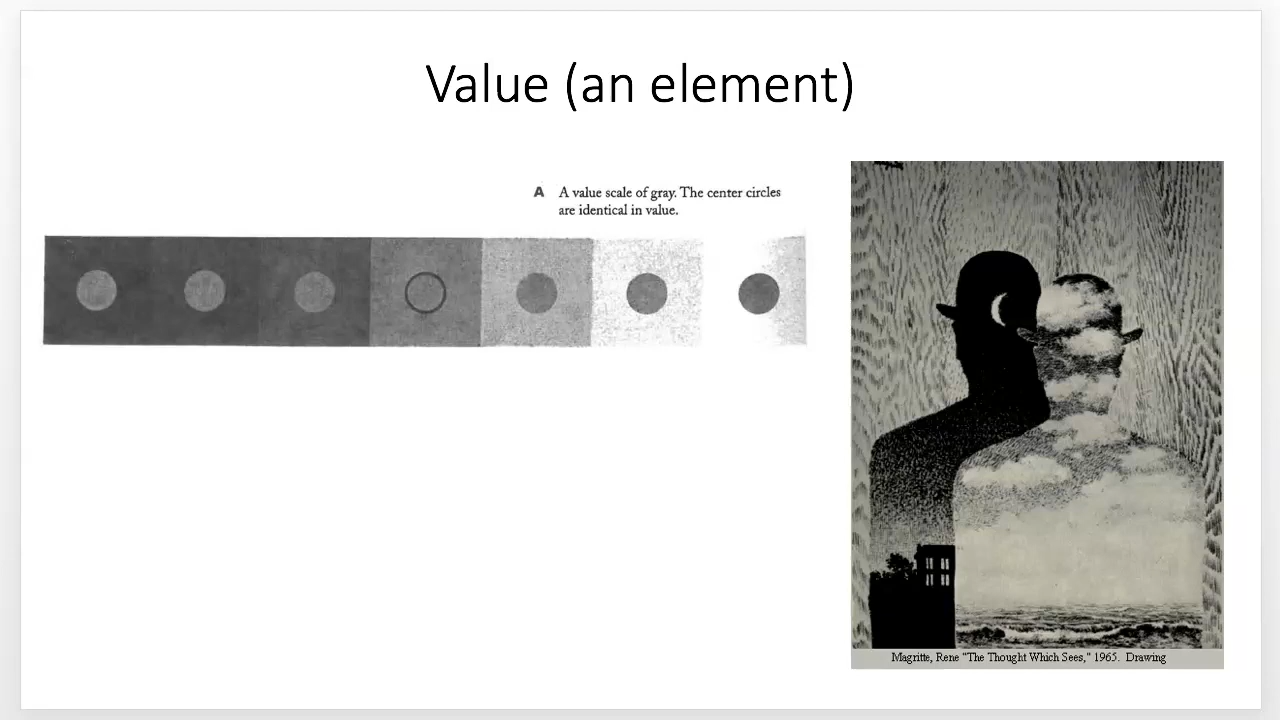 Value (an element)
A A value scale of gray. The center circles
are identical in value.
Magritte, Rene "The Thought Which Sees," 1965. Drawing